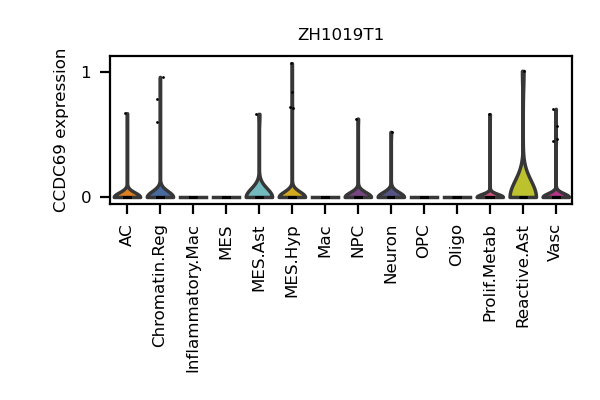 ZH1019T1
CCDC69 expression
1
0
AC
Chromatin.Reg
Inflammatory.Mac
MES
MES.Ast
MES.Hyp
Mac
NPC
Neuron
OPC
Oligo
Prolif.Metab
Reactive.Ast
Vasc